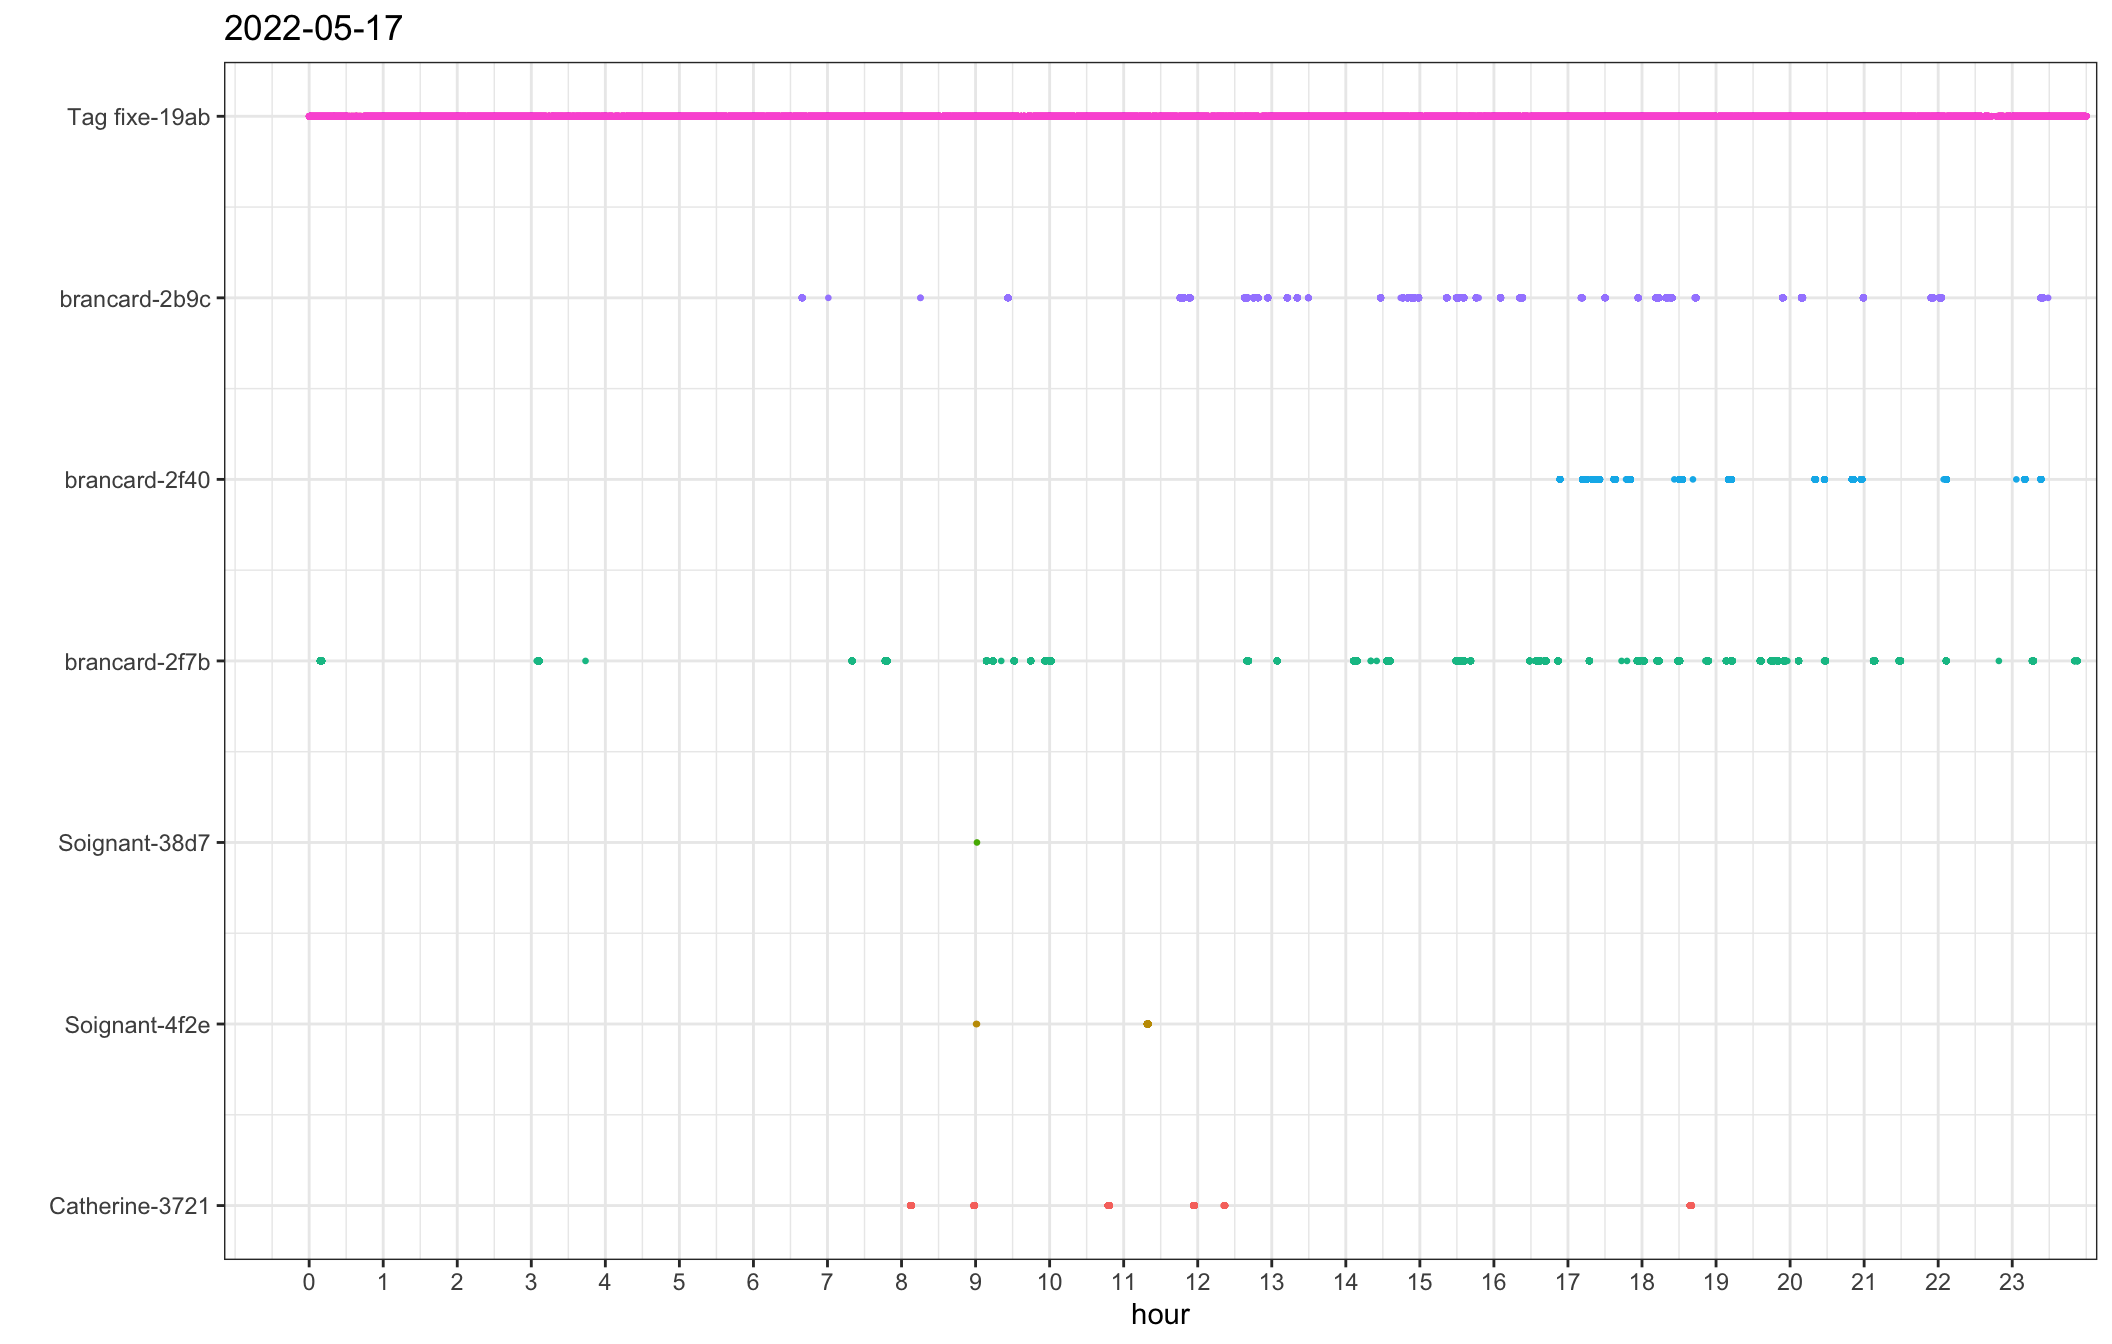 2022-05-17
Tag fixe-19ab
brancard-2b9c
brancard-2f40
brancard-2f7b
Soignant-38d7
Soignant-4f2e
Catherine-3721
0 1 2 3 4 5 6 7 8 9 10 11 12 13 14 15 16 17 18 19 20 21 22 23
hour